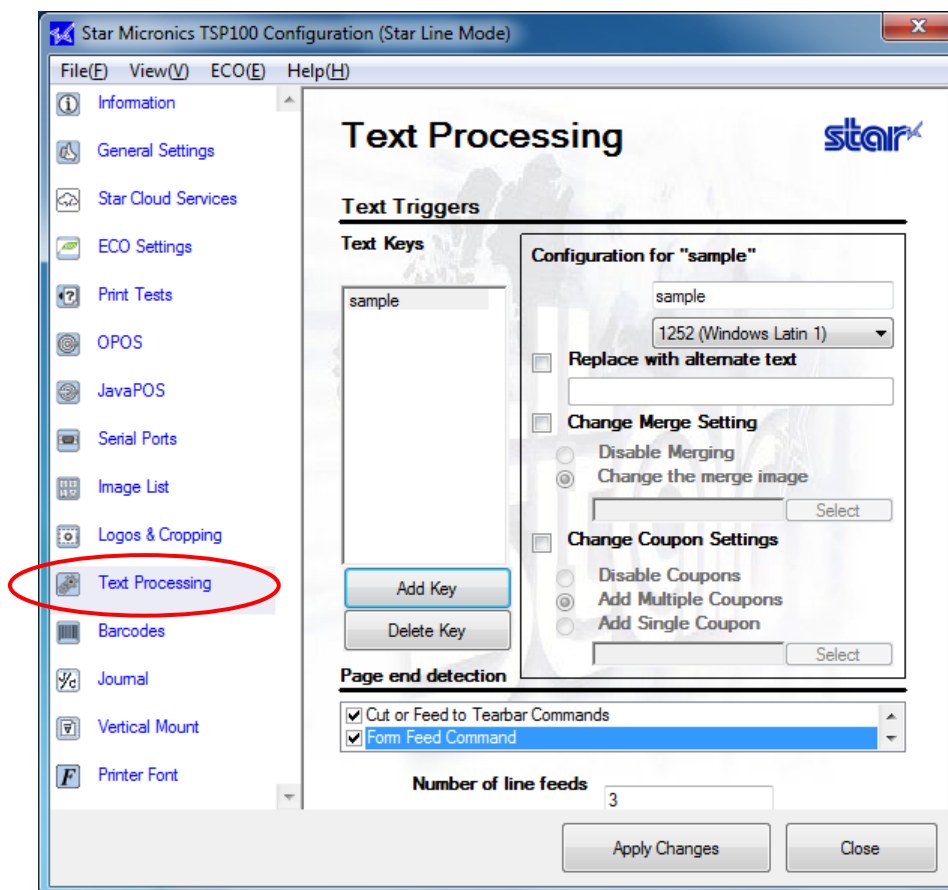 Star Micronics TSP100 Configuration (Star Line Mode)
File(F) View(V) ECO(E) Help(H)
Information
General Settings
Star Cloud Services
ECO Settings
Print Tests
OPOS
JavaPOS
Serial Ports
Image List
Logos & Cropping
Text Processing
Barcodes
Journal
Vertical Mount
Printer Font
Text Processing
star
Text Triggers
Text Keys
sample
Add Key
Delete Key
Configuration for "sample"
sample
1252 (Windows Latin 1)
Replace with alternate text
Change Merge Setting
Disable Merging
Change the merge image
Select
Change Coupon Settings
Disable Coupons
Add Multiple Coupons
Add Single Coupon
Select
Page end detection
Cut or Feed to Tearbar Commands
Form Feed Command
Number of line feeds
3
Apply Changes
Close